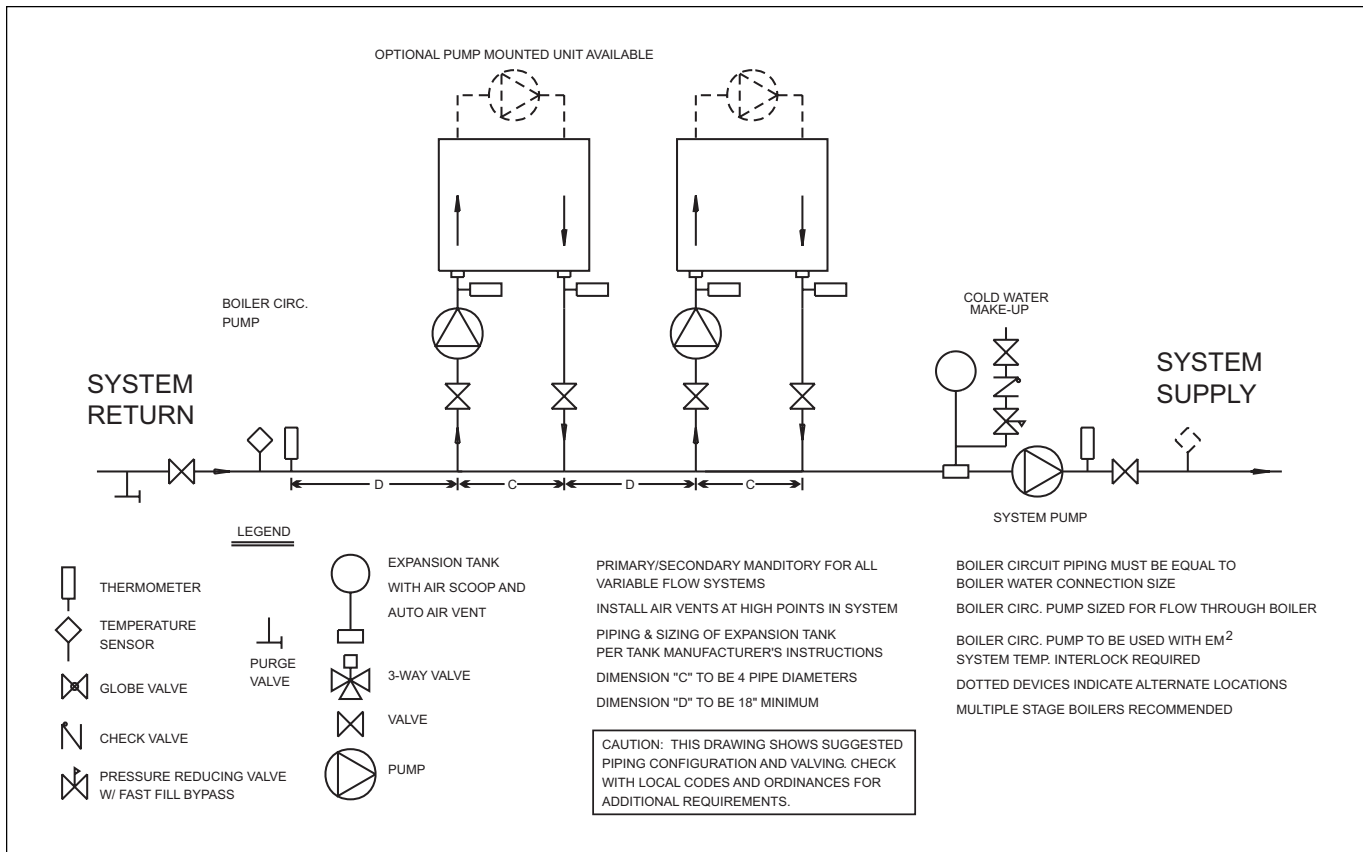 OPTIONAL PUMP MOUNTED UNIT AVAILABLE
BOILER CIRC.
PUMP
COLD WATER
MAKE-UP
SYSTEM
RETURN
SYSTEM
SUPPLY
D
C
D
C
SYSTEM PUMP
LEGEND
THERMOMETER
TEMPERATURE
SENSOR
GLOBE VALVE
CHECK VALVE
PRESSURE REDUCING VALVE
W/ FAST FILL BYPASS
PURGE
VALVE
EXPANSION TANK
WITH AIR SCOOP AND
AUTO AIR VENT
3-WAY VALVE
VALVE
PUMP
PRIMARY/SECONDARY MANDITORY FOR ALL
VARIABLE FLOW SYSTEMS
INSTALL AIR VENTS AT HIGH POINTS IN SYSTEM
PIPING & SIZING OF EXPANSION TANK
PER TANK MANUFACTURER'S INSTRUCTIONS
DIMENSION "C" TO BE 4 PIPE DIAMETERS
DIMENSION "D" TO BE 18" MINIMUM
CAUTION: THIS DRAWING SHOWS SUGGESTED
PIPING CONFIGURATION AND VALVING. CHECK
WITH LOCAL CODES AND ORDINANCES FOR
ADDITIONAL REQUIREMENTS.
BOILER CIRCUIT PIPING MUST BE EQUAL TO
BOILER WATER CONNECTION SIZE
BOILER CIRC. PUMP SIZED FOR FLOW THROUGH BOILER
BOILER CIRC. PUMP TO BE USED WITH EM²
SYSTEM TEMP. INTERLOCK REQUIRED
DOTTED DEVICES INDICATE ALTERNATE LOCATIONS
MULTIPLE STAGE BOILERS RECOMMENDED